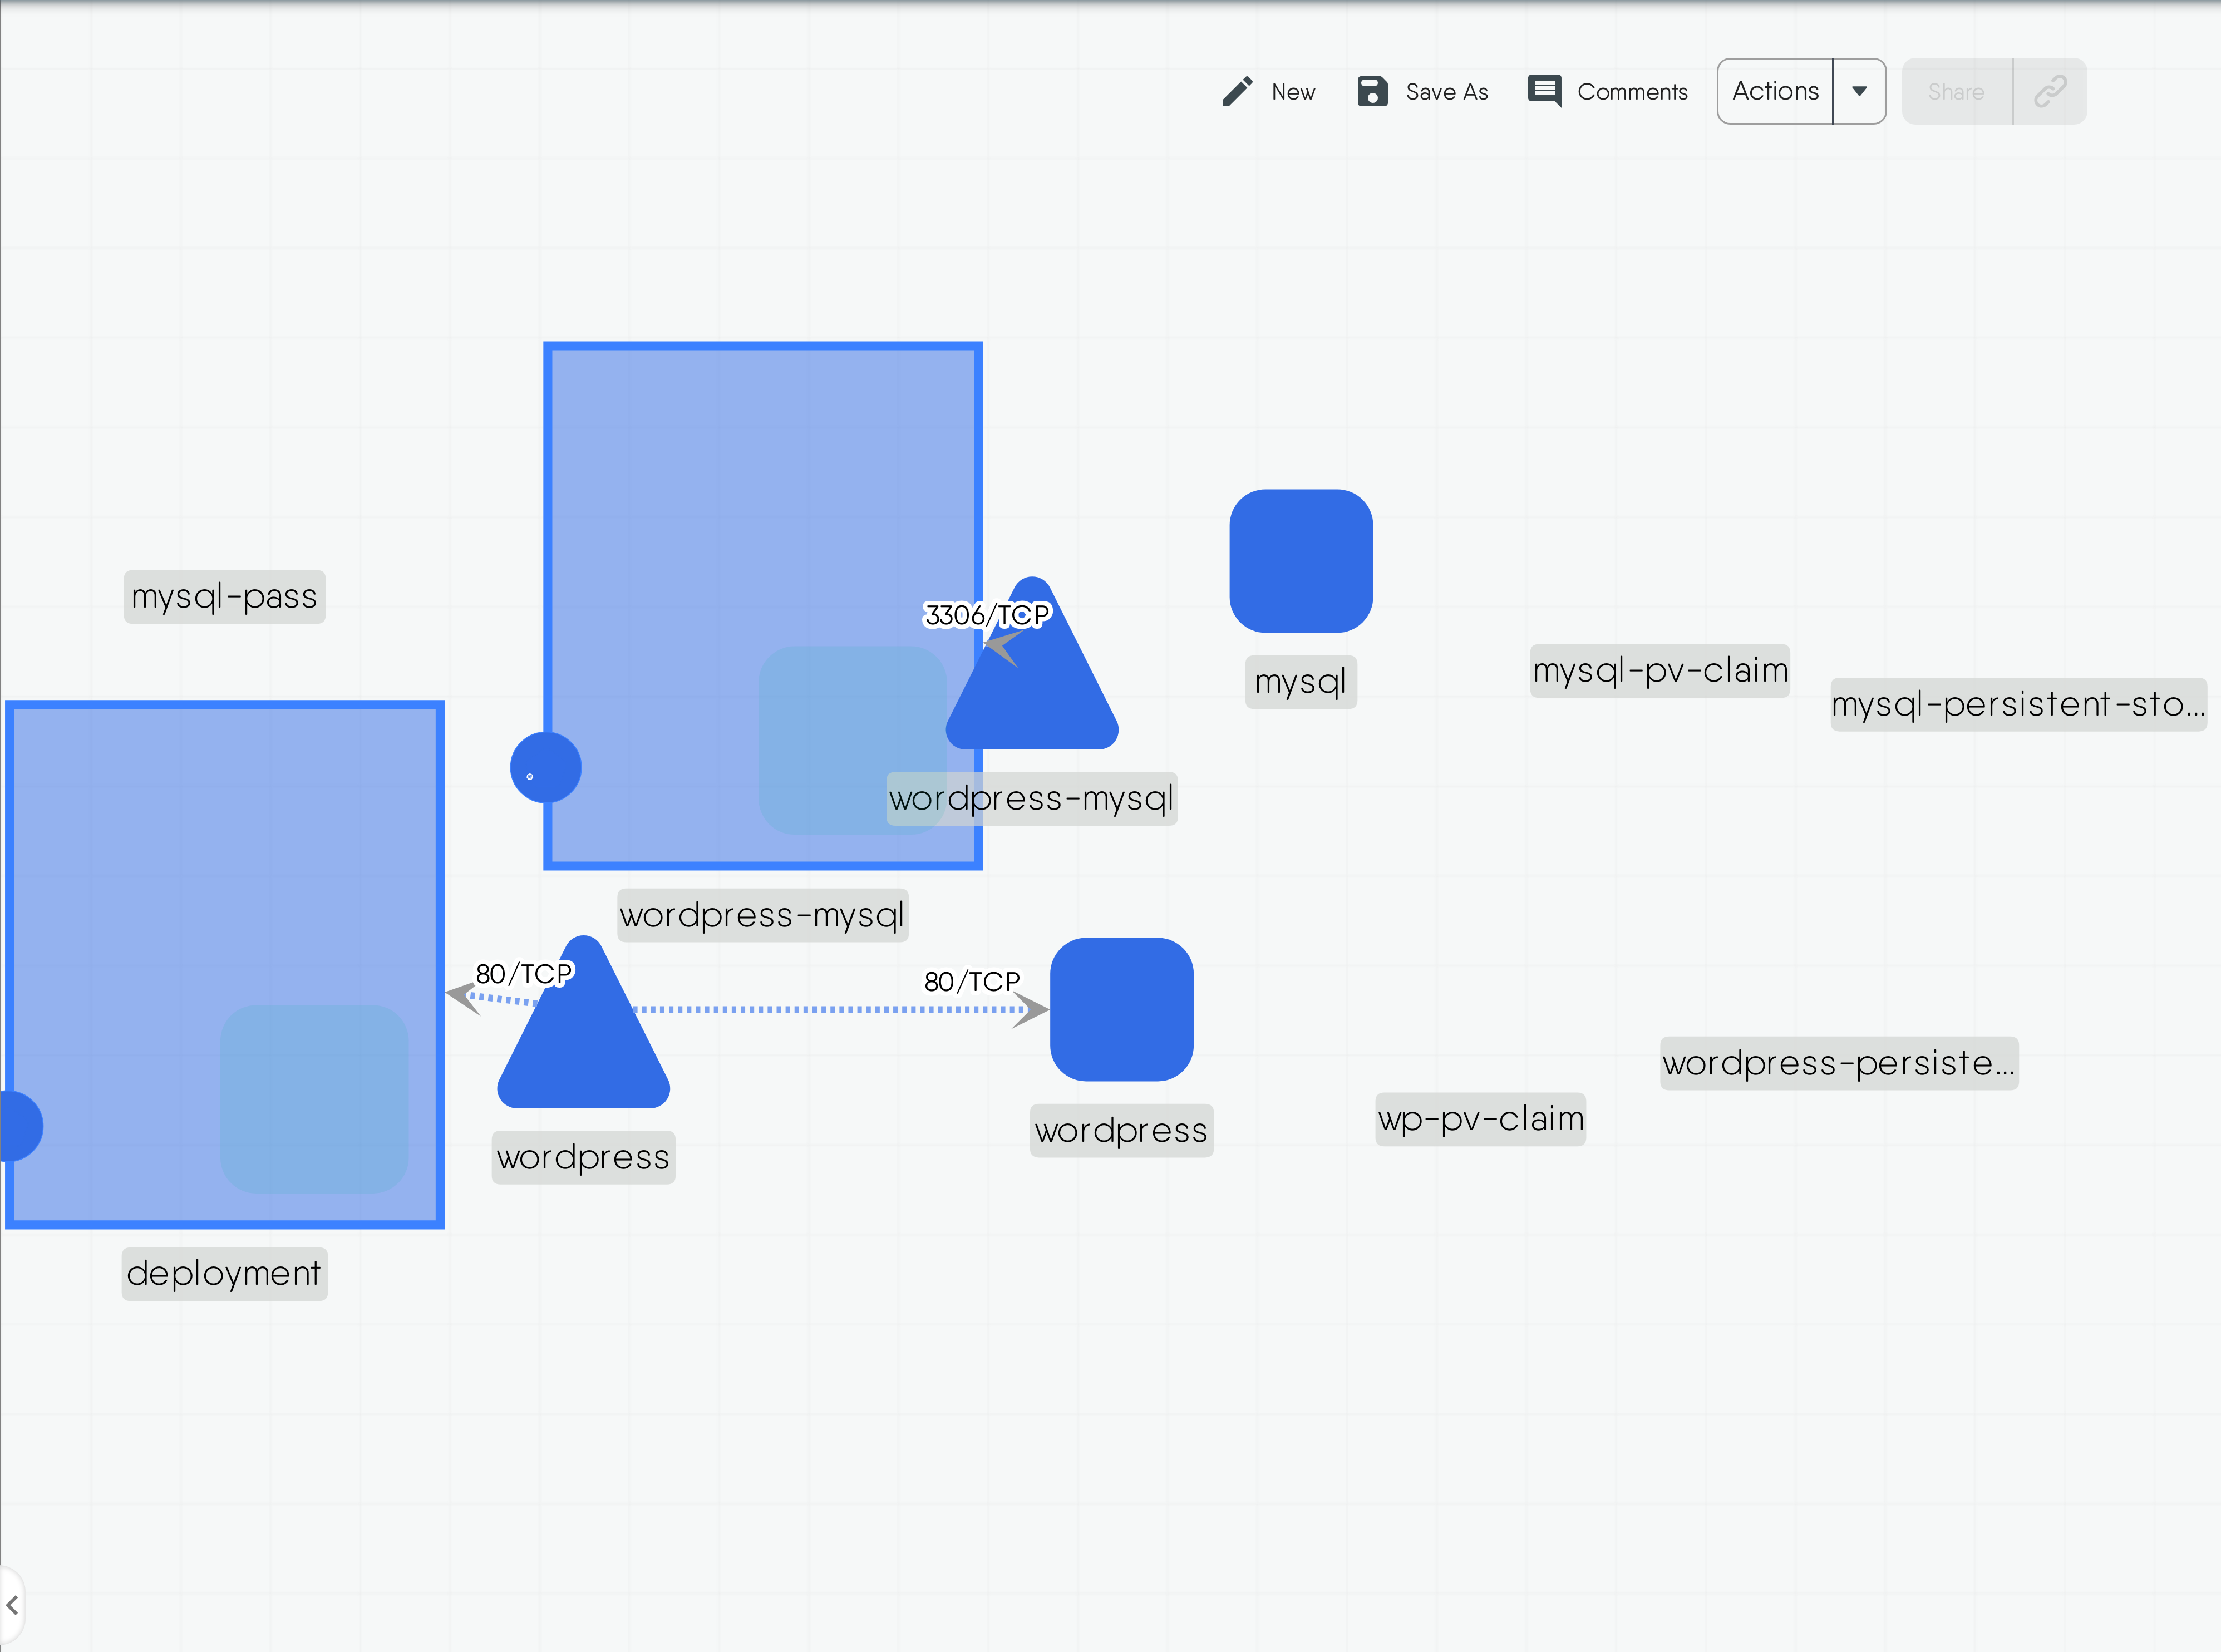 New
Save As
Comments
Actions
Share
mysql-pass
3306/TCP
mysql
mysql-pv-claim
mysql-persistent-sto...
wordpress-mysql
wordpress-mysql
80/TCP
80/TCP
wordpress
wordpress
wordpress-persiste...
wp-pv-claim
deployment